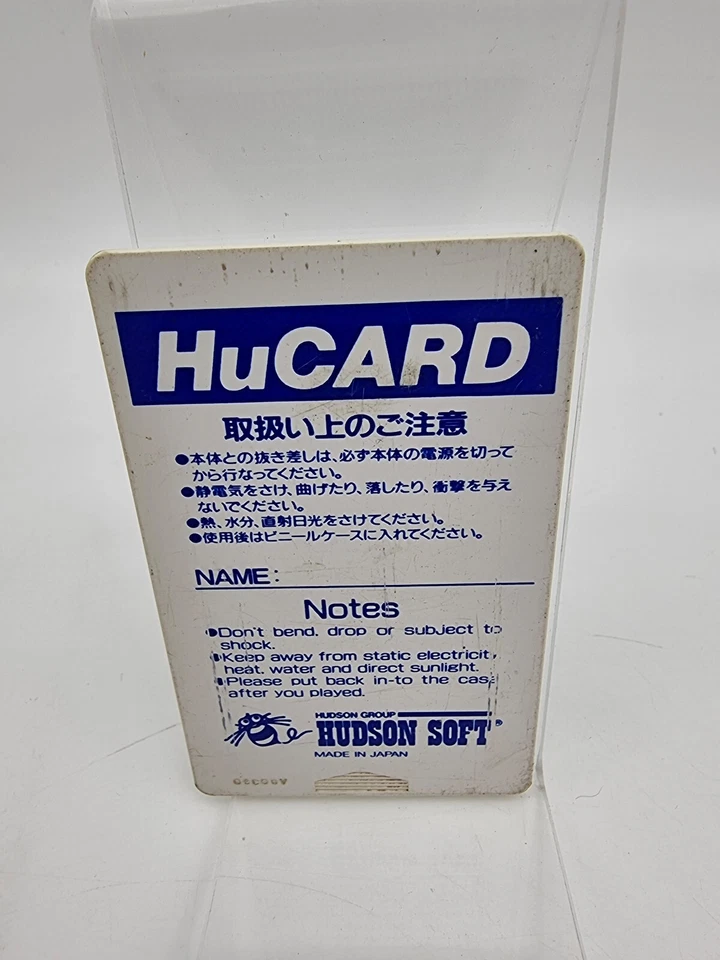 HuCARD
取扱い上のご注意
●本体との抜き差しは、必ず本体の電源を切って
から行なってください。
●静電気をさけ、曲げたり、落したり、衝撃を与え
ないでください。
●熱、水分、直射日光をさけてください。
●使用後はビニールケースに入れてください。
NAME:
Notes
●Don't bend, drop or subject to
shock.
●Keep away from static electricit,
heat, water and direct sunlight.
●Please put back in-to the cas
after you played.
HUDSON GROUP
HUDSON SOFT®
MADE IN JAPAN